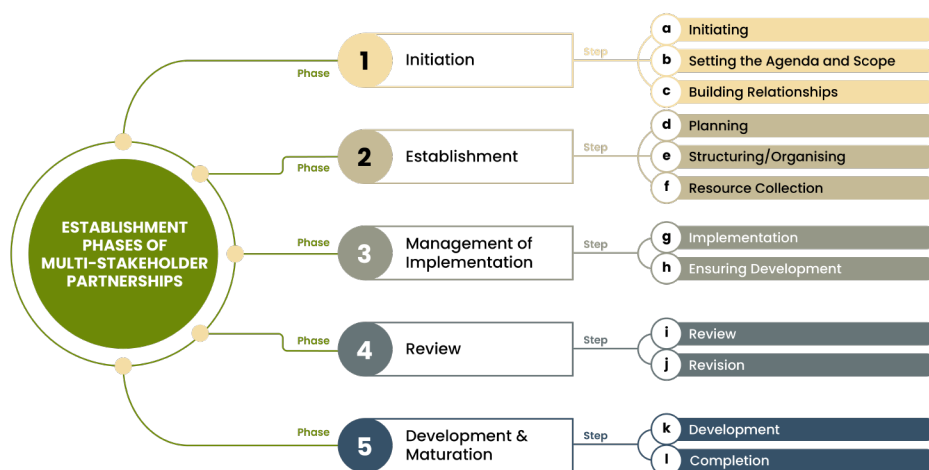 ESTABLISHMENT
PHASES OF
MULTI-STAKEHOLDER
PARTNERSHIPS
Phase
1
Initiation
Step
a
Initiating
b
Setting the Agenda and Scope
c
Building Relationships
Phase
2
Establishment
Step
d
Planning
e
Structuring/Organising
f
Resource Collection
Phase
3
Management of
Implementation
Step
g
Implementation
h
Ensuring Development
Phase
4
Review
Step
i
Review
j
Revision
Phase
5
Development &
Maturation
Step
k
Development
l
Completion